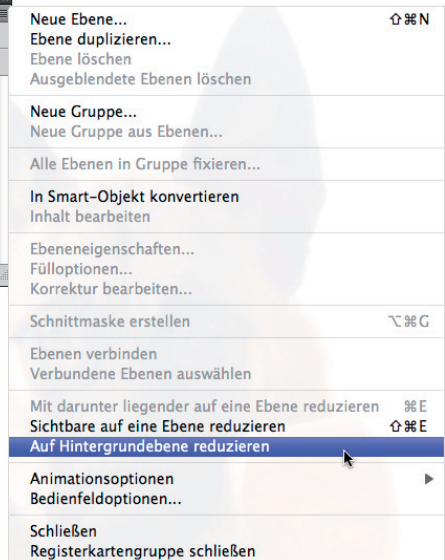 Neue Ebene... ⇧⌘N
Ebene duplizieren...
Ebene löschen
Ausgeblendete Ebenen löschen
Neue Gruppe...
Neue Gruppe aus Ebenen...
Alle Ebenen in Gruppe fixieren...
In Smart-Objekt konvertieren
Inhalt bearbeiten
Ebeneneigenschaften...
Fülloptionen...
Korrektur bearbeiten...
Schnittmaske erstellen ⌥⌘G
Ebenen verbinden
Verbundene Ebenen auswählen
Mit darunter liegender auf eine Ebene reduzieren ⌘E
Sichtbare auf eine Ebene reduzieren ⇧⌘E
Auf Hintergrundebene reduzieren
Animationsoptionen
Bedienfeldoptionen...
Schließen
Registerkartengruppe schließen